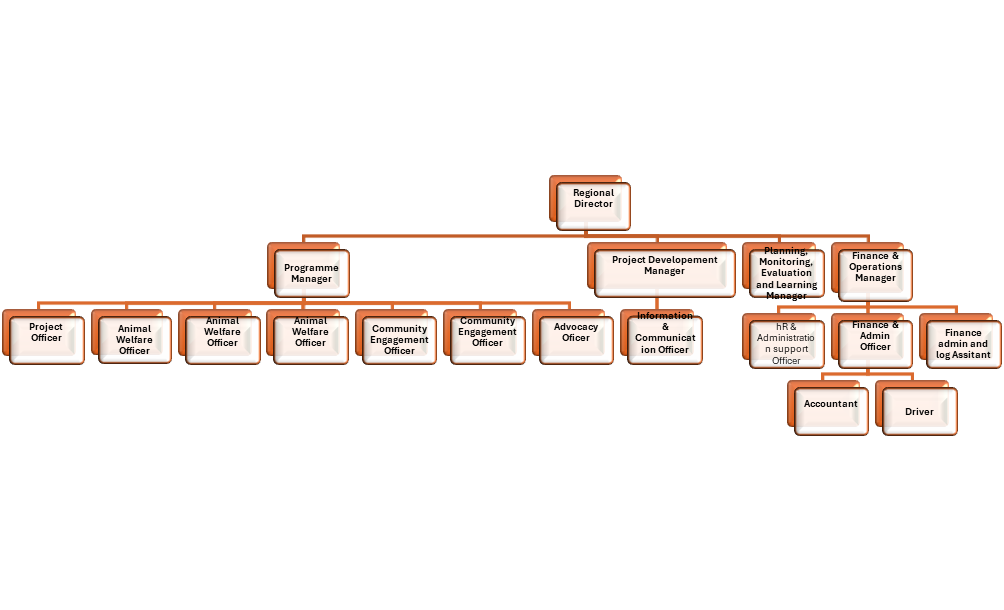 Regional
Director
Programme
Manager
Project Developement
Manager
Planning,
Monitoring,
Evaluation
and Learning
Manager
Finance &
Operations
Manager
Project
Officer
Animal
Welfare
Officer
Animal
Welfare
Officer
Animal
Welfare
Officer
Community
Engagement
Officer
Community
Engagement
Officer
Advocacy
Oficer
Information
&
Communicat
ion Officer
hR &
Administratio
n support
Officer
Finance &
Admin
Officer
Finance
admin and
log Assitant
Accountant
Driver